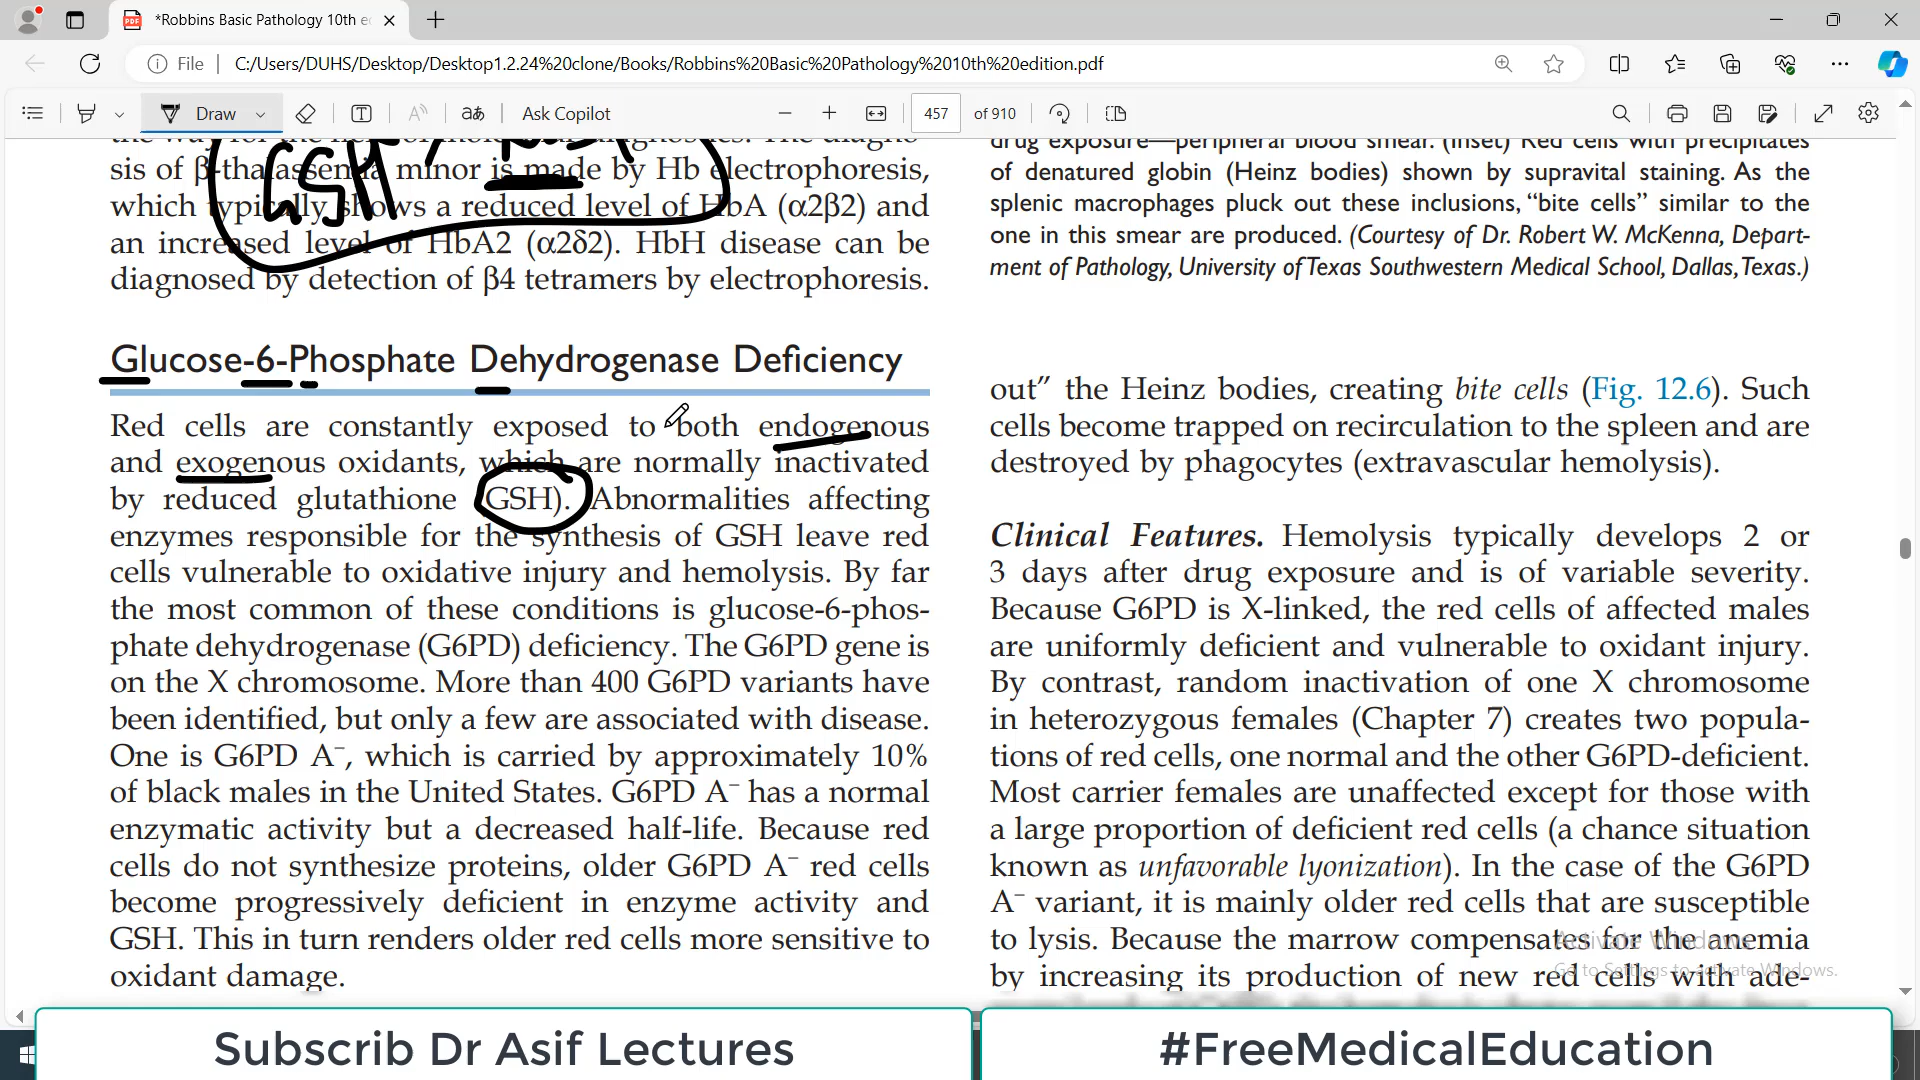 *Robbins Basic Pathology 10th e
File
C:/Users/DUHS/Desktop/Desktop1.2.24%20clone/Books/Robbins%20Basic%20Pathology%2010th%20edition.pdf
Draw
Ask Copilot
457 of 910
sis of β-thalassemia minor is made by Hb electrophoresis,
which typically shows a reduced level of HbA (α2β2) and
an increased level of HbA2 (α2δ2). HbH disease can be
diagnosed by detection of β4 tetramers by electrophoresis.
GSH
Glucose-6-Phosphate Dehydrogenase Deficiency
Red cells are constantly exposed to both endogenous
and exogenous oxidants, which are normally inactivated
by reduced glutathione (GSH). Abnormalities affecting
enzymes responsible for the synthesis of GSH leave red
cells vulnerable to oxidative injury and hemolysis. By far
the most common of these conditions is glucose-6-phos-
phate dehydrogenase (G6PD) deficiency. The G6PD gene is
on the X chromosome. More than 400 G6PD variants have
been identified, but only a few are associated with disease.
One is G6PD A⁻, which is carried by approximately 10%
of black males in the United States. G6PD A⁻ has a normal
enzymatic activity but a decreased half-life. Because red
cells do not synthesize proteins, older G6PD A⁻ red cells
become progressively deficient in enzyme activity and
GSH. This in turn renders older red cells more sensitive to
oxidant damage.
drug exposure—peripheral blood smear. (Inset) Red cells with precipitates
of denatured globin (Heinz bodies) shown by supravital staining. As the
splenic macrophages pluck out these inclusions, “bite cells” similar to the
one in this smear are produced. (Courtesy of Dr. Robert W. McKenna, Depart-
ment of Pathology, University of Texas Southwestern Medical School, Dallas, Texas.)
out” the Heinz bodies, creating bite cells (Fig. 12.6). Such
cells become trapped on recirculation to the spleen and are
destroyed by phagocytes (extravascular hemolysis).
Clinical Features. Hemolysis typically develops 2 or
3 days after drug exposure and is of variable severity.
Because G6PD is X-linked, the red cells of affected males
are uniformly deficient and vulnerable to oxidant injury.
By contrast, random inactivation of one X chromosome
in heterozygous females (Chapter 7) creates two popula-
tions of red cells, one normal and the other G6PD-deficient.
Most carrier females are unaffected except for those with
a large proportion of deficient red cells (a chance situation
known as unfavorable lyonization). In the case of the G6PD
A⁻ variant, it is mainly older red cells that are susceptible
to lysis. Because the marrow compensates for the anemia
by increasing its production of new red cells with ade-
Activate Windows
Go to Settings to activate Windows.
Subscrib Dr Asif Lectures
#FreeMedicalEducation